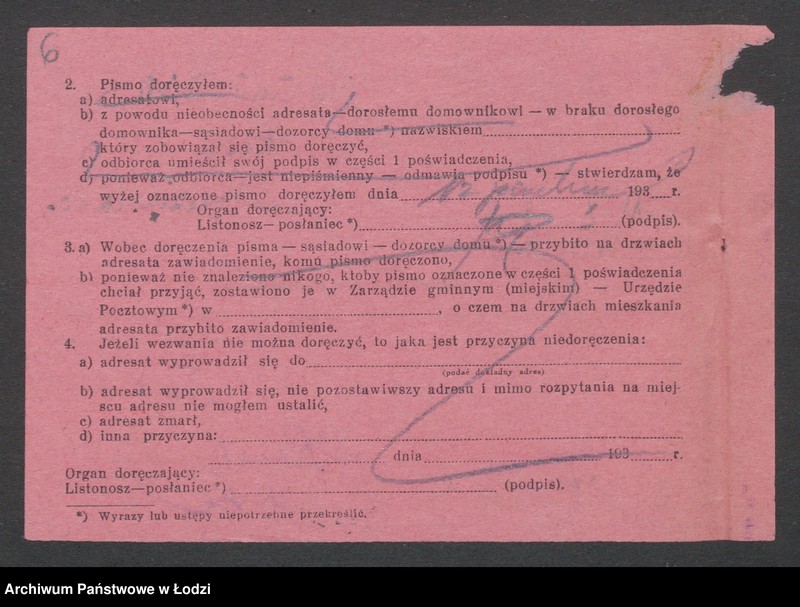 6
2. Pismo doręczyłem:
a) adresatowi,
b) z powodu nieobecności adresata—dorosłemu domownikowi — w braku dorosłego
domownika—sąsiadowi—dozorcy domu *) nazwiskiem
który zobowiązał się pismo doręczyć,
c) odbiorca umieścił swój podpis w części 1 poświadczenia,
d) ponieważ odbiorca—jest niepiśmienny — odmawia podpisu *) — stwierdzam, że
wyżej oznaczone pismo doręczyłem dnia 193 r.
Organ doręczający:
Listonosz— posłaniec *) (podpis).
3. a) Wobec doręczenia pisma — sąsiadowi — dozorcy domu *) — przybito na drzwiach
adresata zawiadomienie, komu pismo doręczono,
b) ponieważ nie znaleziono nikogo, ktoby pismo oznaczone w części 1 poświadczenia
chciał przyjąć, zostawiono je w Zarządzie gminnym (miejskim) — Urzędzie
Pocztowym *) w , o czem na drzwiach mieszkania
adresata przybito zawiadomienie.
4. Jeżeli wezwania nie można doręczyć, to jaka jest przyczyna niedoręczenia:
a) adresat wyprowadził się do
(podać dokładny adres)
b) adresat wyprowadził się, nie pozostawiwszy adresu i mimo rozpytania na miej-
scu adresu nie mogłem ustalić,
c) adresat zmarł,
d) inna przyczyna:
dnia 193 r.
Organ doręczający:
Listonosz—posłaniec *) (podpis).
*) Wyrazy lub ustępy niepotrzebne przekreślić.
Archiwum Państwowe w Łodzi